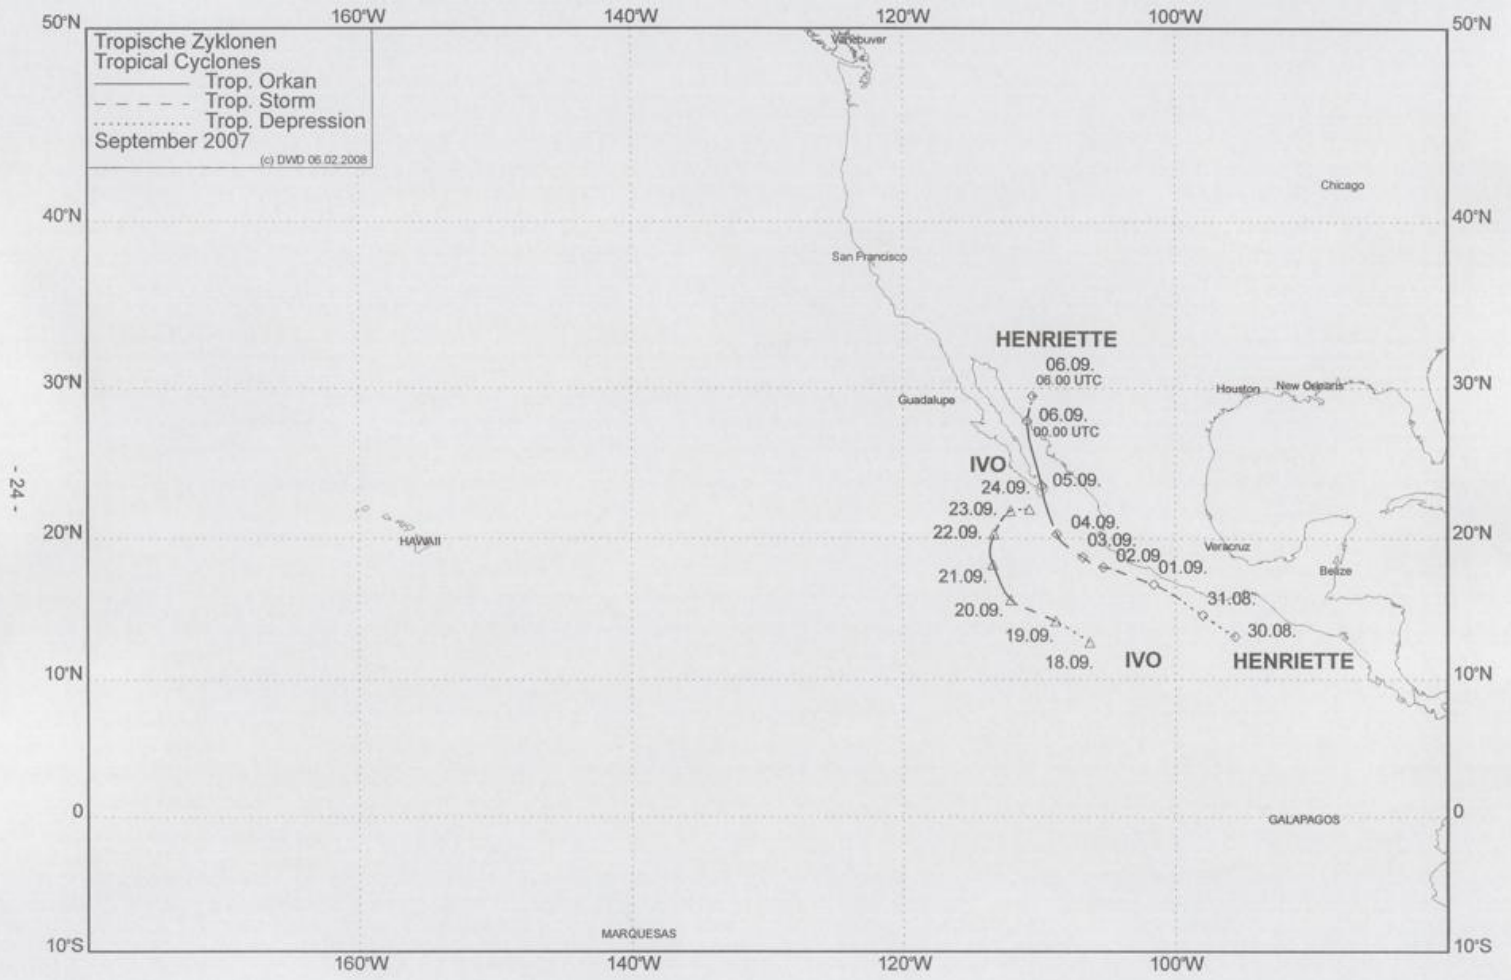 160°W 140°W 120°W 100°W
50°N 50°N
Tropische Zyklonen
Tropical Cyclones
Trop. Orkan
Trop. Storm
Trop. Depression
September 2007
(c) DWD 06.02.2008
Vancouver
Chicago
40°N 40°N
San Francisco
HENRIETTE
06.09.
06.00 UTC
30°N 30°N
Houston New Orleans
Guadalupe
06.09.
00.00 UTC
IVO
05.09.
24.09.
- 24 -
23.09.
04.09.
22.09.
03.09.
20°N 20°N
HAWAII
Veracruz
02.09.
01.09.
Belize
21.09.
31.08.
20.09.
30.08.
19.09.
18.09.
IVO
HENRIETTE
10°N 10°N
0 0
GALAPAGOS
MARQUESAS
10°S 10°S
160°W 140°W 120°W 100°W